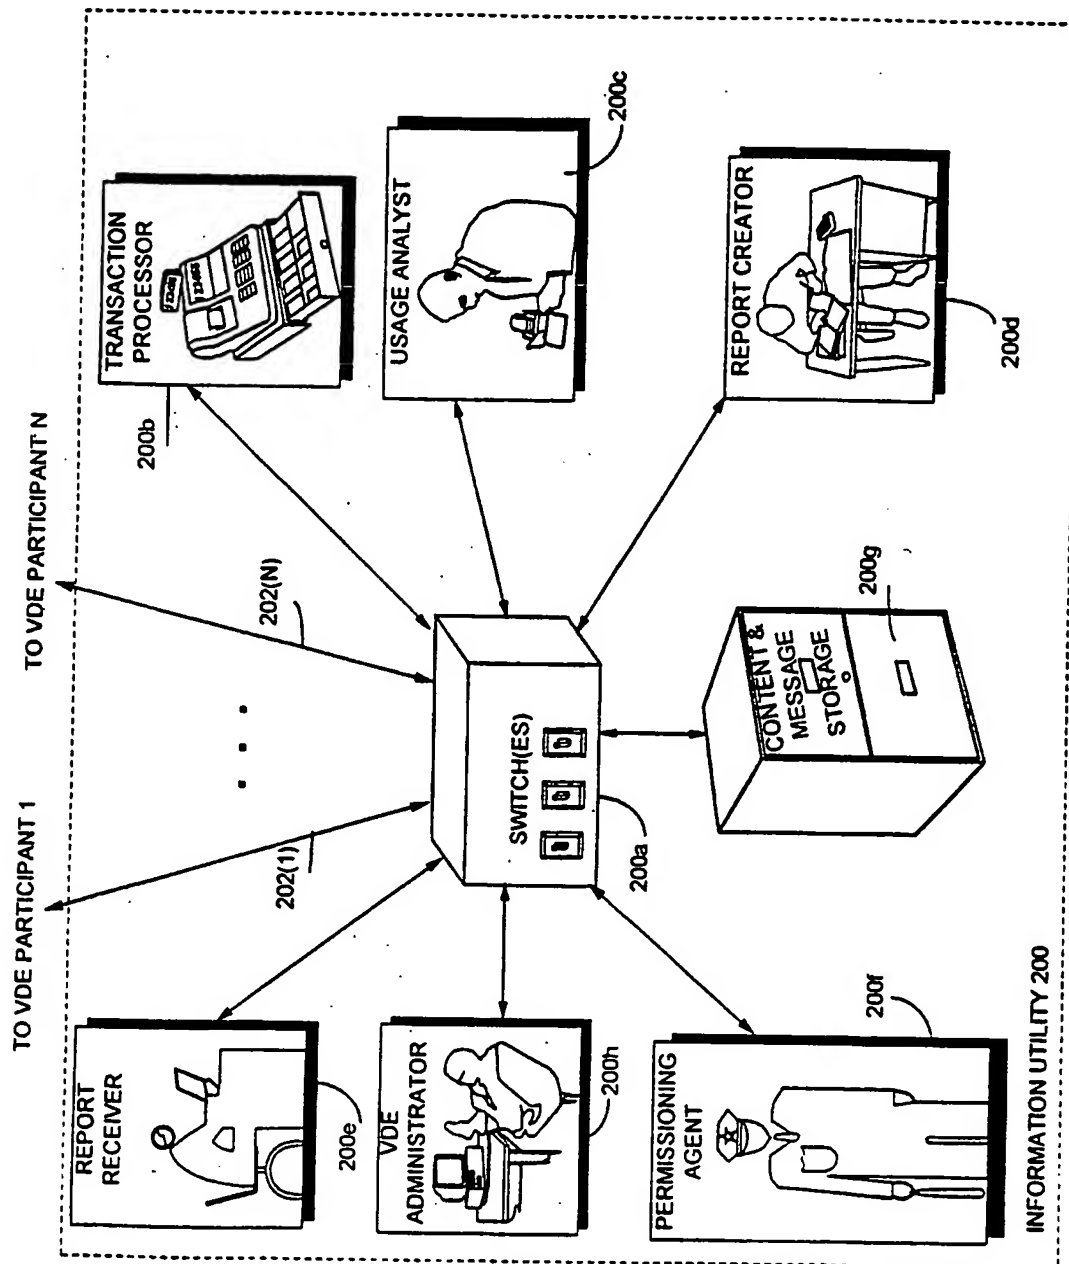 TO VDE PARTICIPANT 1
TO VDE PARTICIPANT N
202(1)
202(N)
REPORT
RECEIVER
200e
VDE
ADMINISTRATOR
200h
PERMISSIONING
AGENT
200f
SWITCH(ES)
200a
CONTENT &
MESSAGE
STORAGE
200g
TRANSACTION
PROCESSOR
200b
USAGE ANALYST
200c
REPORT CREATOR
200d
INFORMATION UTILITY 200